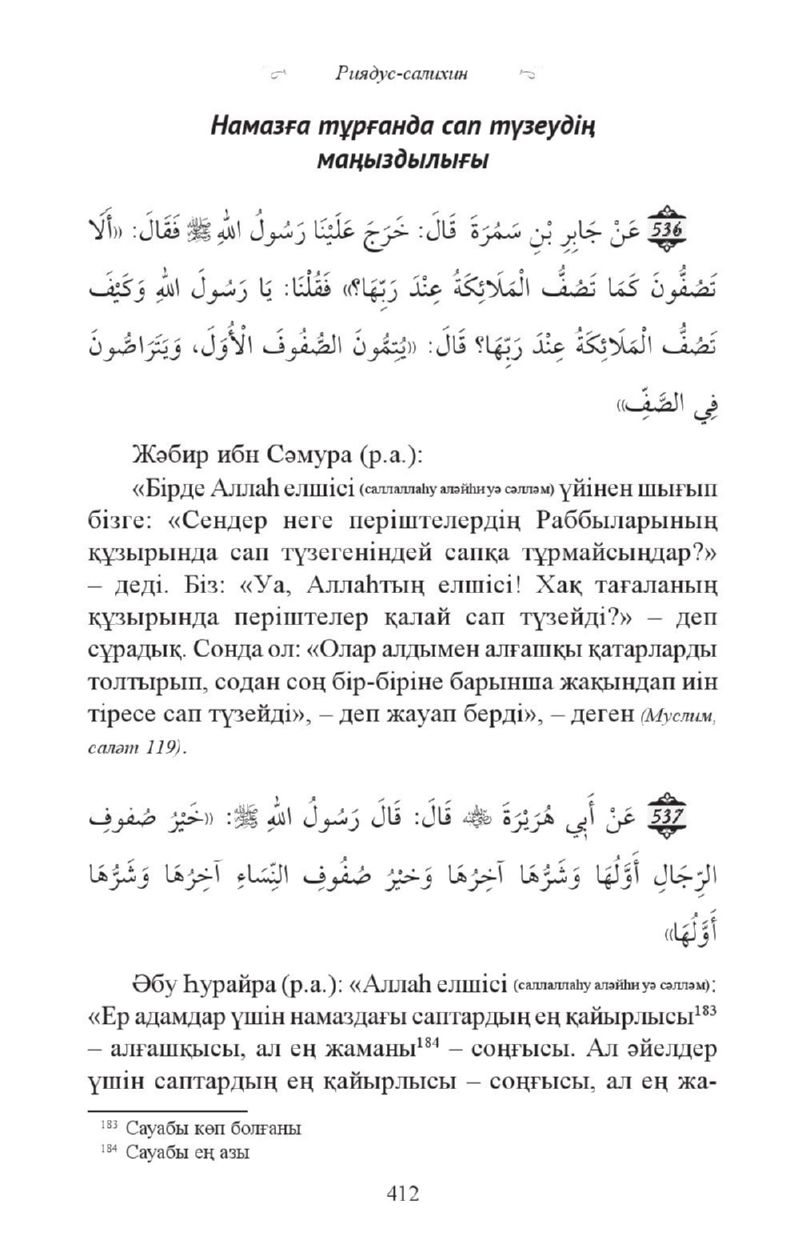 Риядус-салихин
Намазға тұрғанда сап түзеудің
маңыздылығы
536 عَنْ جَابِرِ بْنِ سَمُرَةَ قَالَ: خَرَجَ عَلَيْنَا رَسُولُ اللهِ ﷺ فَقَالَ: «أَلَا
تَصُفُّونَ كَمَا تَصُفُّ الْمَلَائِكَةُ عِنْدَ رَبِّهَا؟» فَقُلْنَا: يَا رَسُولَ اللهِ وَكَيْفَ
تَصُفُّ الْمَلَائِكَةُ عِنْدَ رَبِّهَا؟ قَالَ: «يُتِمُّونَ الصُّفُوفَ الْأُوَلَ، وَيَتَرَاصُّونَ
فِي الصَّفِّ»
Жәбир ибн Сәмура (р.а.):
«Бірде Аллаһ елшісі (саллаллаһу аләйһи уә сәлләм) үйінен шығып
бізге: «Сендер неге періштелердің Раббыларының
құзырында сап түзегеніндей сапқа тұрмайсыңдар?»
– деді. Біз: «Уа, Аллаһтың елшісі! Хақ тағаланың
құзырында періштелер қалай сап түзейді?» – деп
сұрадық. Сонда ол: «Олар алдымен алғашқы қатарларды
толтырып, содан соң бір-біріне барынша жақындап иін
тіресе сап түзейді», – деп жауап берді», – деген (Муслим,
саләт 119).
537 عَنْ أَبِي هُرَيْرَةَ ﷺ قَالَ: قَالَ رَسُولُ اللهِ ﷺ: «خَيْرُ صُفوفِ
الرِّجَالِ أَوَّلُهَا وَشَرُّهَا آخِرُهَا وَخيْرُ صُفُوفِ النِّسَاءِ آخِرُهَا وَشَرُّهَا
أَوَّلُهَا»
Әбу Һурайра (р.а.): «Аллаһ елшісі (саллаллаһу аләйһи уә сәлләм):
«Ер адамдар үшін намаздағы саптардың ең қайырлысы¹⁸³
– алғашқысы, ал ең жаманы¹⁸⁴ – соңғысы. Ал әйелдер
үшін саптардың ең қайырлысы – соңғысы, ал ең жа-
¹⁸³ Сауабы көп болғаны
¹⁸⁴ Сауабы ең азы
412